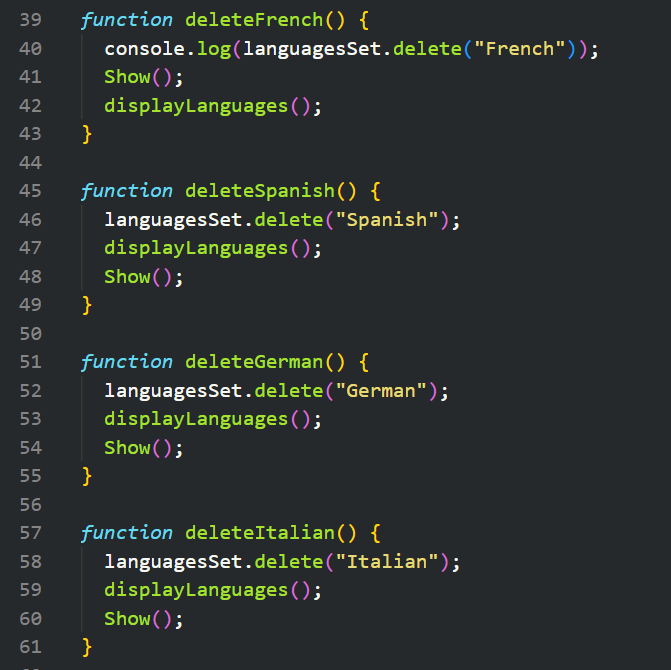 39 function deleteFrench() {
40 console.log(languagesSet.delete("French"));
41 Show();
42 displayLanguages();
43 }
44
45 function deleteSpanish() {
46 languagesSet.delete("Spanish");
47 displayLanguages();
48 Show();
49 }
50
51 function deleteGerman() {
52 languagesSet.delete("German");
53 displayLanguages();
54 Show();
55 }
56
57 function deleteItalian() {
58 languagesSet.delete("Italian");
59 displayLanguages();
60 Show();
61 }